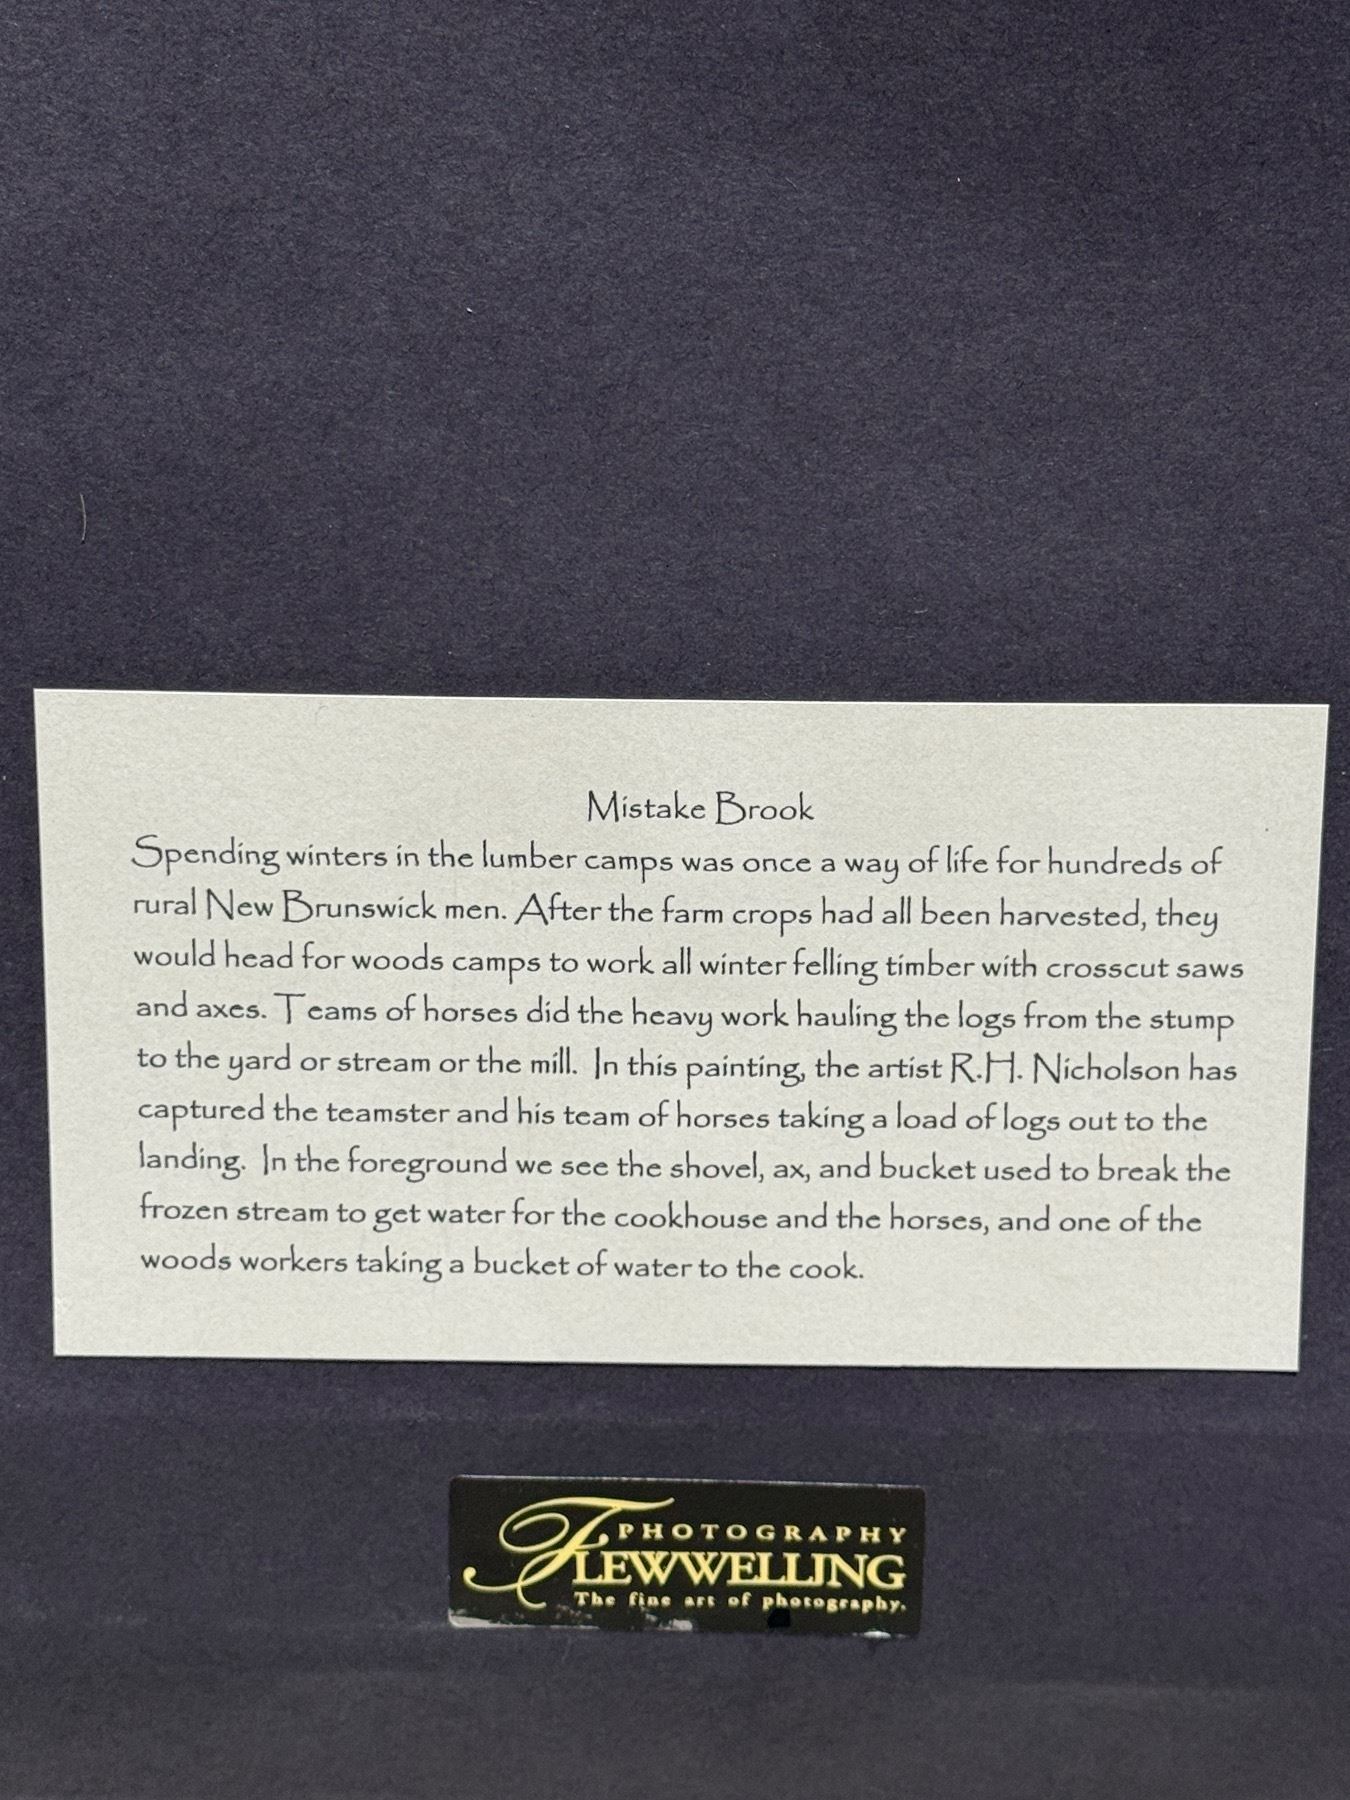 Mistake Brook
Spending winters in the lumber camps was once a way of life for hundreds of
rural New Brunswick men. After the farm crops had all been harvested, they
would head for woods camps to work all winter felling timber with crosscut saws
and axes. Teams of horses did the heavy work hauling the logs from the stump
to the yard or stream or the mill. In this painting, the artist R.H. Nicholson has
captured the teamster and his team of horses taking a load of logs out to the
landing. In the foreground we see the shovel, ax, and bucket used to break the
frozen stream to get water for the cookhouse and the horses, and one of the
woods workers taking a bucket of water to the cook.
PHOTOGRAPHY
FLEWWELLING
The fine art of photography.